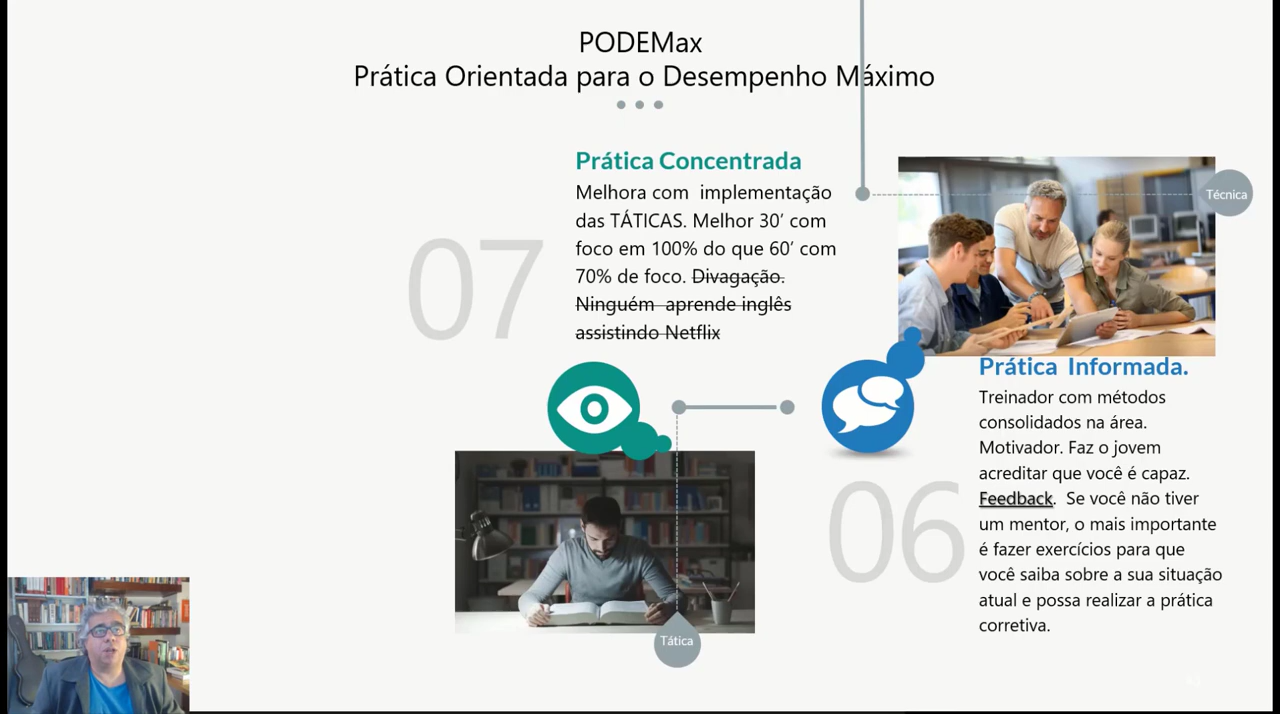 PODEMax
Prática Orientada para o Desempenho Máximo
Prática Concentrada
Melhora com implementação
das TÁTICAS. Melhor 30’ com
foco em 100% do que 60’ com
70% de foco. Divagação.
Ninguém aprende inglês
assistindo Netflix
07
Técnica
Prática Informada.
Treinador com métodos
consolidados na área.
Motivador. Faz o jovem
acreditar que você é capaz.
Feedback. Se você não tiver
um mentor, o mais importante
é fazer exercícios para que
você saiba sobre a sua situação
atual e possa realizar a prática
corretiva.
06
Tática